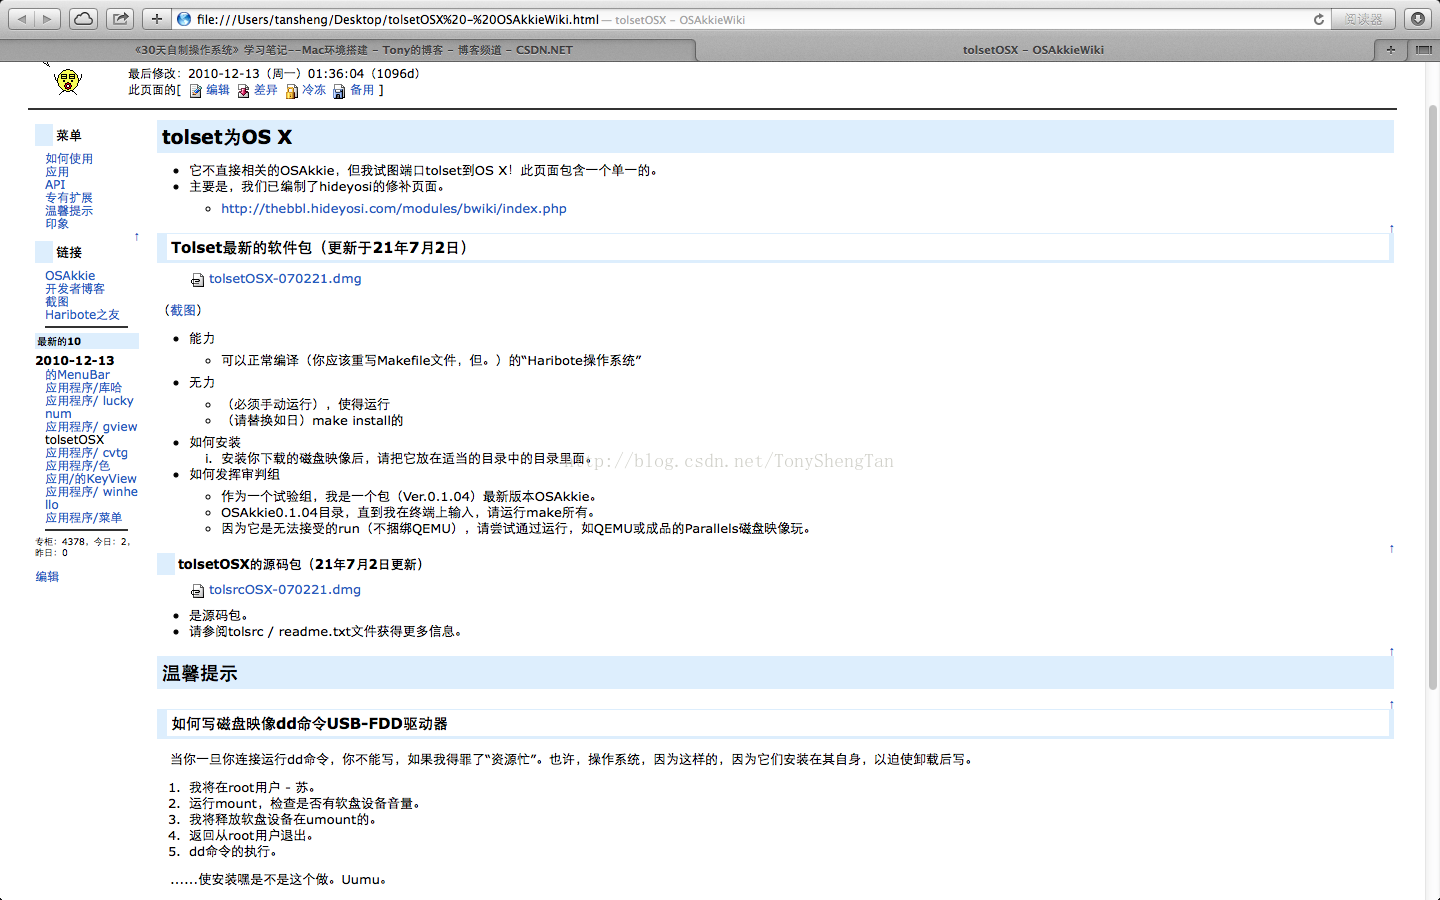 file:///Users/tansheng/Desktop/tolsetOSX%20-%20OSAkkieWiki.html — tolsetOSX – OSAkkieWiki
阅读器
《30天自制操作系统》学习笔记--Mac环境搭建 - Tony的博客 - 博客频道 - CSDN.NET
tolsetOSX – OSAkkieWiki
最后修改：2010-12-13（周一）01:36:04（1096d）
此页面的[ 编辑 差异 冷冻 备用 ]
菜单
如何使用
应用
API
专有扩展
温馨提示
印象
↑
链接
OSAkkie
开发者博客
截图
Haribote之友
最新的10
2010-12-13
的MenuBar
应用程序/库哈
应用程序/ lucky
num
应用程序/ gview
tolsetOSX
应用程序/ cvtg
应用程序/色
应用/的KeyView
应用程序/ winhe
llo
应用程序/菜单
专柜：4378，今日：2，
昨日：0
编辑
tolset为OS X
• 它不直接相关的OSAkkie，但我试图端口tolset到OS X！此页面包含一个单一的。
• 主要是，我们已编制了hideyosi的修补页面。
◦ http://thebbl.hideyosi.com/modules/bwiki/index.php
↑
Tolset最新的软件包（更新于21年7月2日）
tolsetOSX-070221.dmg
（截图）
• 能力
◦ 可以正常编译（你应该重写Makefile文件，但。）的“Haribote操作系统”
• 无力
◦ （必须手动运行），使得运行
◦ （请替换如日）make install的
• 如何安装
i. 安装你下载的磁盘映像后，请把它放在适当的目录中的目录里面。
http://blog.csdn.net/TonyShengTan
• 如何发挥审判组
◦ 作为一个试验组，我是一个包（Ver.0.1.04）最新版本OSAkkie。
◦ OSAkkie0.1.04目录，直到我在终端上输入，请运行make所有。
◦ 因为它是无法接受的run（不捆绑QEMU），请尝试通过运行，如QEMU或成品的Parallels磁盘映像玩。
↑
tolsetOSX的源码包（21年7月2日更新）
tolsrcOSX-070221.dmg
• 是源码包。
• 请参阅tolsrc / readme.txt文件获得更多信息。
↑
温馨提示
↑
如何写磁盘映像dd命令USB-FDD驱动器
当你一旦你连接运行dd命令，你不能写，如果我得罪了“资源忙”。也许，操作系统，因为这样的，因为它们安装在其自身，以迫使卸载后写。
1. 我将在root用户 - 苏。
2. 运行mount，检查是否有软盘设备音量。
3. 我将释放软盘设备在umount的。
4. 返回从root用户退出。
5. dd命令的执行。
……使安装嘿是不是这个做。Uumu。